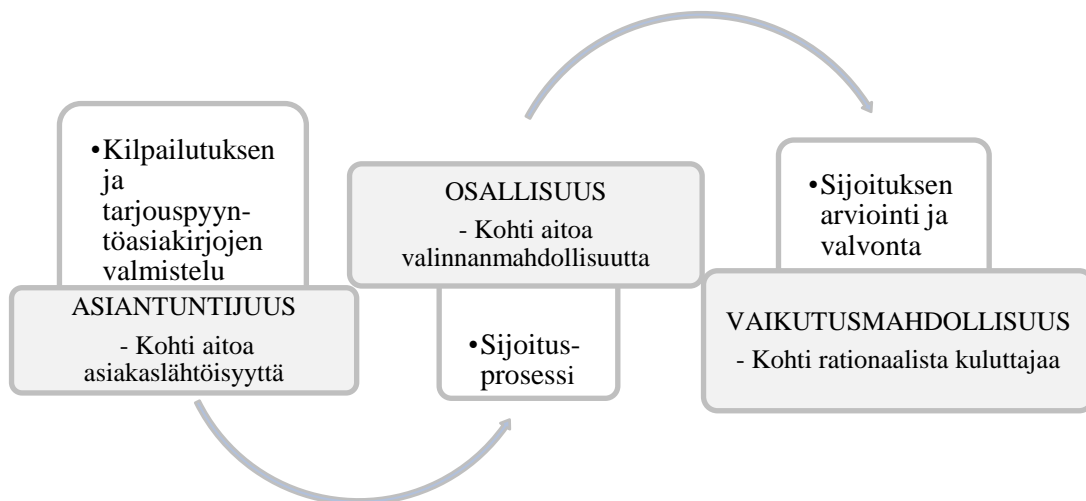 •Kilpailutuksen
ja
tarjouspyyn-
töasiakirjojen
valmistelu
ASIANTUNTIJUUS
- Kohti aitoa
asiakaslähtöisyyttä
OSALLISUUS
- Kohti aitoa
valinnanmahdollisuutta
•Sijoitus-
prosessi
•Sijoituksen
arviointi ja
valvonta
VAIKUTUSMAHDOLLISUUS
- Kohti rationaalista kuluttajaa